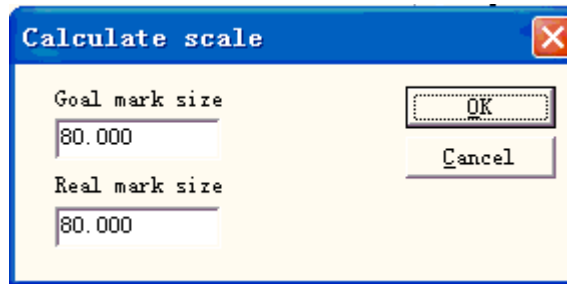 Calculate scale
Goal mark size
80.000
Real mark size
80.000
OK
Cancel